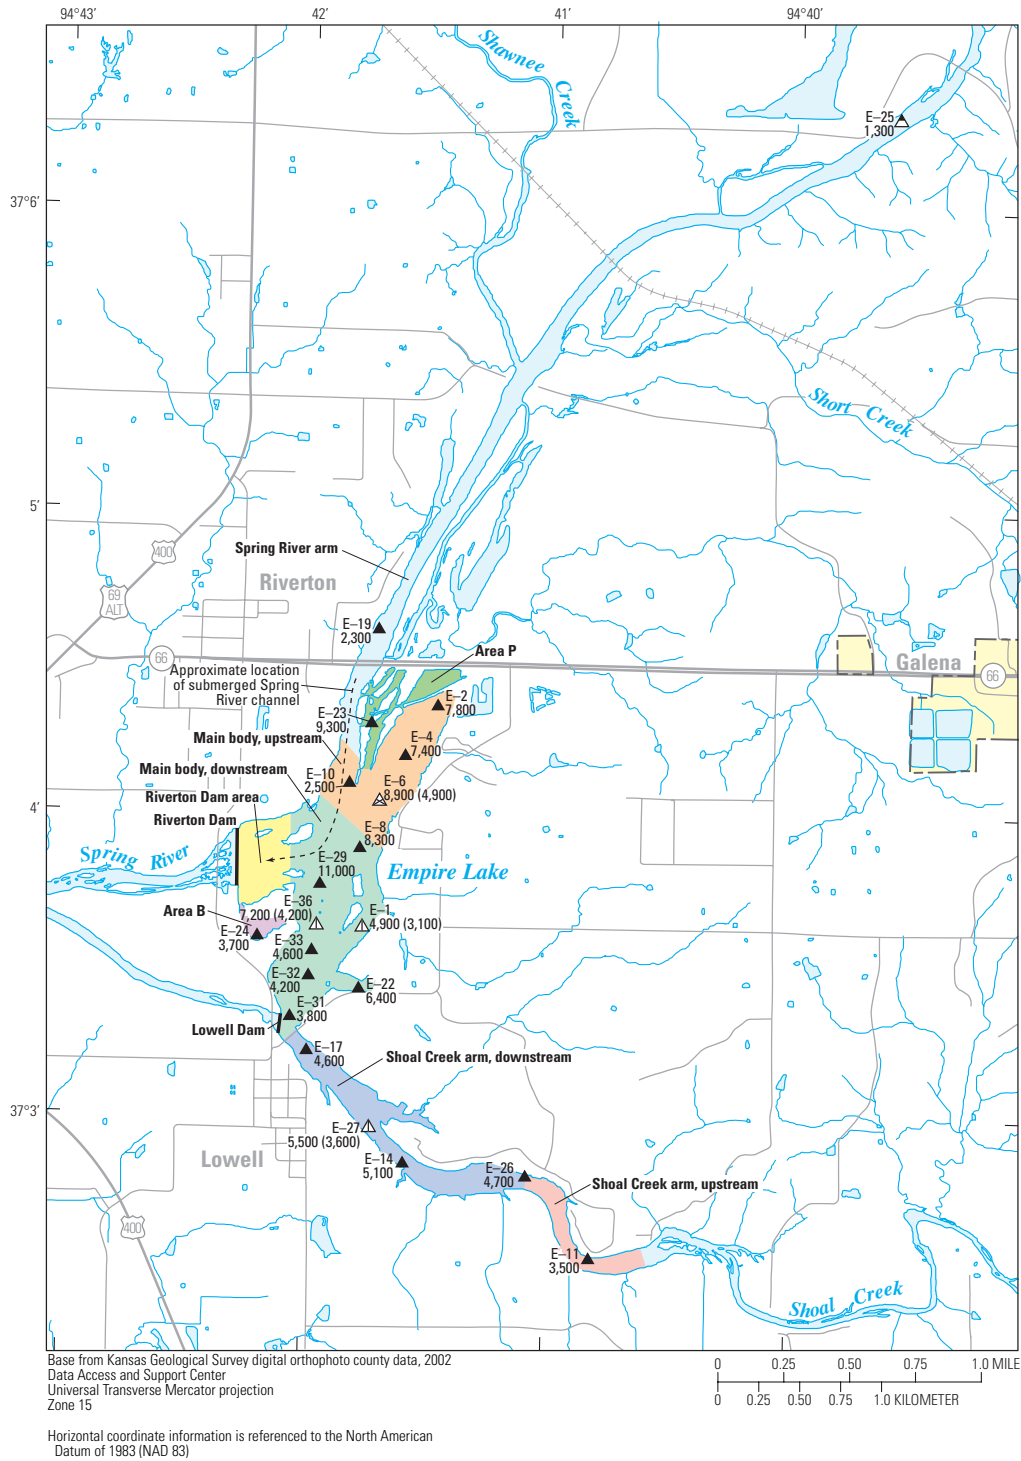 94°43′
42′
41′
94°40′
Shawnee
Creek
E–25
1,300
37°6′
Short Creek
5′
400
Spring River arm
Riverton
69
ALT
E–19
2,300
Area P
66
Galena
66
Approximate location
of submerged Spring
River channel
E–2
7,800
E–23
9,300
Main body, upstream
E–4
7,400
Main body, downstream
E–10
2,500
E–6
8,900 (4,900)
Riverton Dam area
4′
Riverton Dam
E–8
8,300
Spring River
E–29
11,000
Empire Lake
E–36
7,200 (4,200)
Area B
E–1
4,900 (3,100)
E–24
3,700
E–33
4,600
E–32
4,200
E–22
6,400
E–31
3,800
Lowell Dam
E–17
4,600
Shoal Creek arm, downstream
37°3′
E–27
5,500 (3,600)
Lowell
E–14
5,100
E–26
4,700
Shoal Creek arm, upstream
400
E–11
3,500
Shoal Creek
Base from Kansas Geological Survey digital orthophoto county data, 2002
Data Access and Support Center
Universal Transverse Mercator projection
Zone 15
0 0.25 0.50 0.75 1.0 MILE
0 0.25 0.50 0.75 1.0 KILOMETER
Horizontal coordinate information is referenced to the North American
Datum of 1983 (NAD 83)